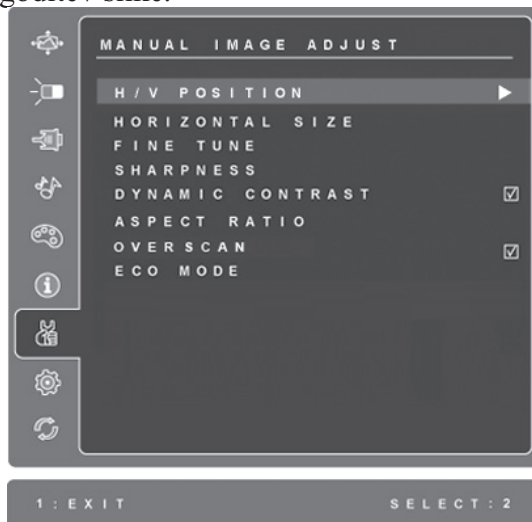 MANUAL IMAGE ADJUST
H/V POSITION
HORIZONTAL SIZE
FINE TUNE
SHARPNESS
DYNAMIC CONTRAST
ASPECT RATIO
OVERSCAN
ECO MODE
1:EXIT SELECT:2